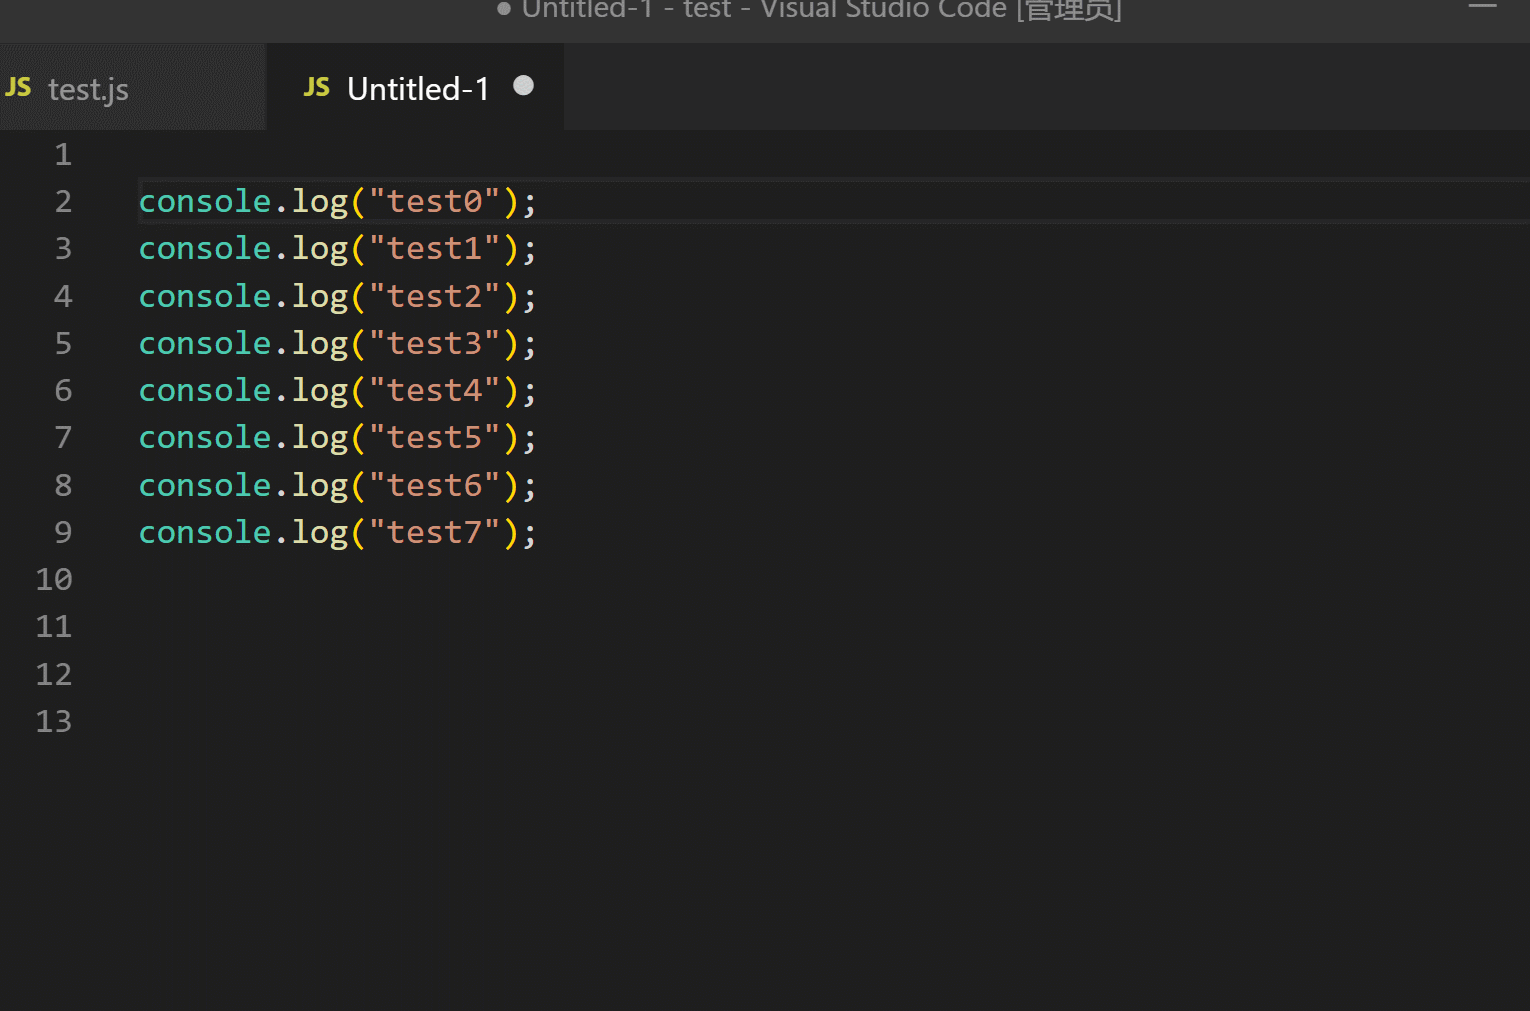 ● Untitled-1 - test - Visual Studio Code [管理员]
JS test.js
JS Untitled-1 ●
1
2 console.log("test0");
3 console.log("test1");
4 console.log("test2");
5 console.log("test3");
6 console.log("test4");
7 console.log("test5");
8 console.log("test6");
9 console.log("test7");
10
11
12
13